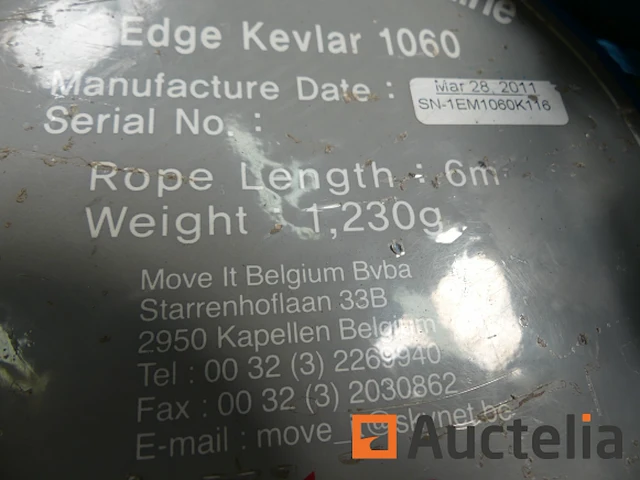 Edge Kevlar 1060
Manufacture Date : Mar 28, 2011
Serial No. : SN-1EM1060K116
Rope Length : 6m
Weight : 1,230g
Move It Belgium Bvba
Starrenhoflaan 33B
2950 Kapellen Belgium
Tel : 00 32 (3) 2269940
Fax : 00 32 (3) 2030862
E-mail : move_
Auctelia